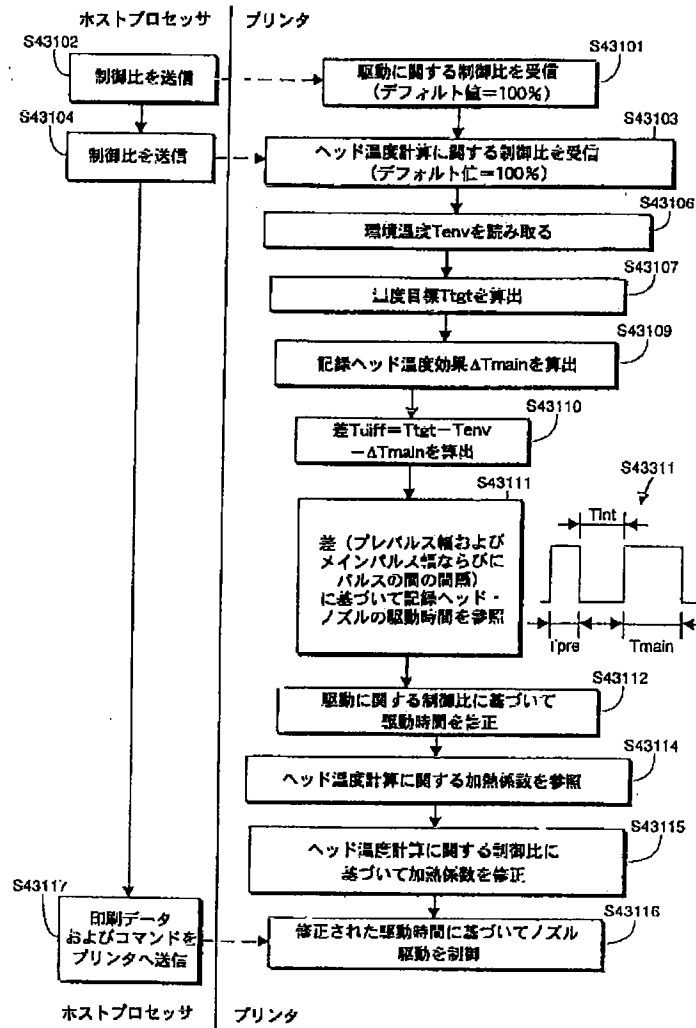 ホストプロセッサ
プリンタ
S43102
制御比を送信
S43101
駆動に関する制御比を受信
(デフォルト値=100%)
S43104
制御比を送信
S43103
ヘッド温度計算に関する制御比を受信
(デフォルト値=100%)
S43106
環境温度Tenvを読み取る
S43107
温度目標Ttgtを算出
S43109
記録ヘッド温度効果ΔTmainを算出
S43110
差Tdiff=Ttgt-Tenv
-ΔTmainを算出
S43111
差(プレパルス幅および
メインパルス幅ならびに
パルスの間の間隔)
に基づいて記録ヘッド・
ノズルの駆動時間を参照
S43311
Tint
Tpre
Tmain
S43112
駆動に関する制御比に基づいて
駆動時間を修正
S43114
ヘッド温度計算に関する加熱係数を参照
S43115
ヘッド温度計算に関する制御比に
基づいて加熱係数を修正
S43117
印刷データ
およびコマンドを
プリンタへ送信
S43116
修正された駆動時間に基づいてノズル
駆動を制御
ホストプロセッサ
プリンタ